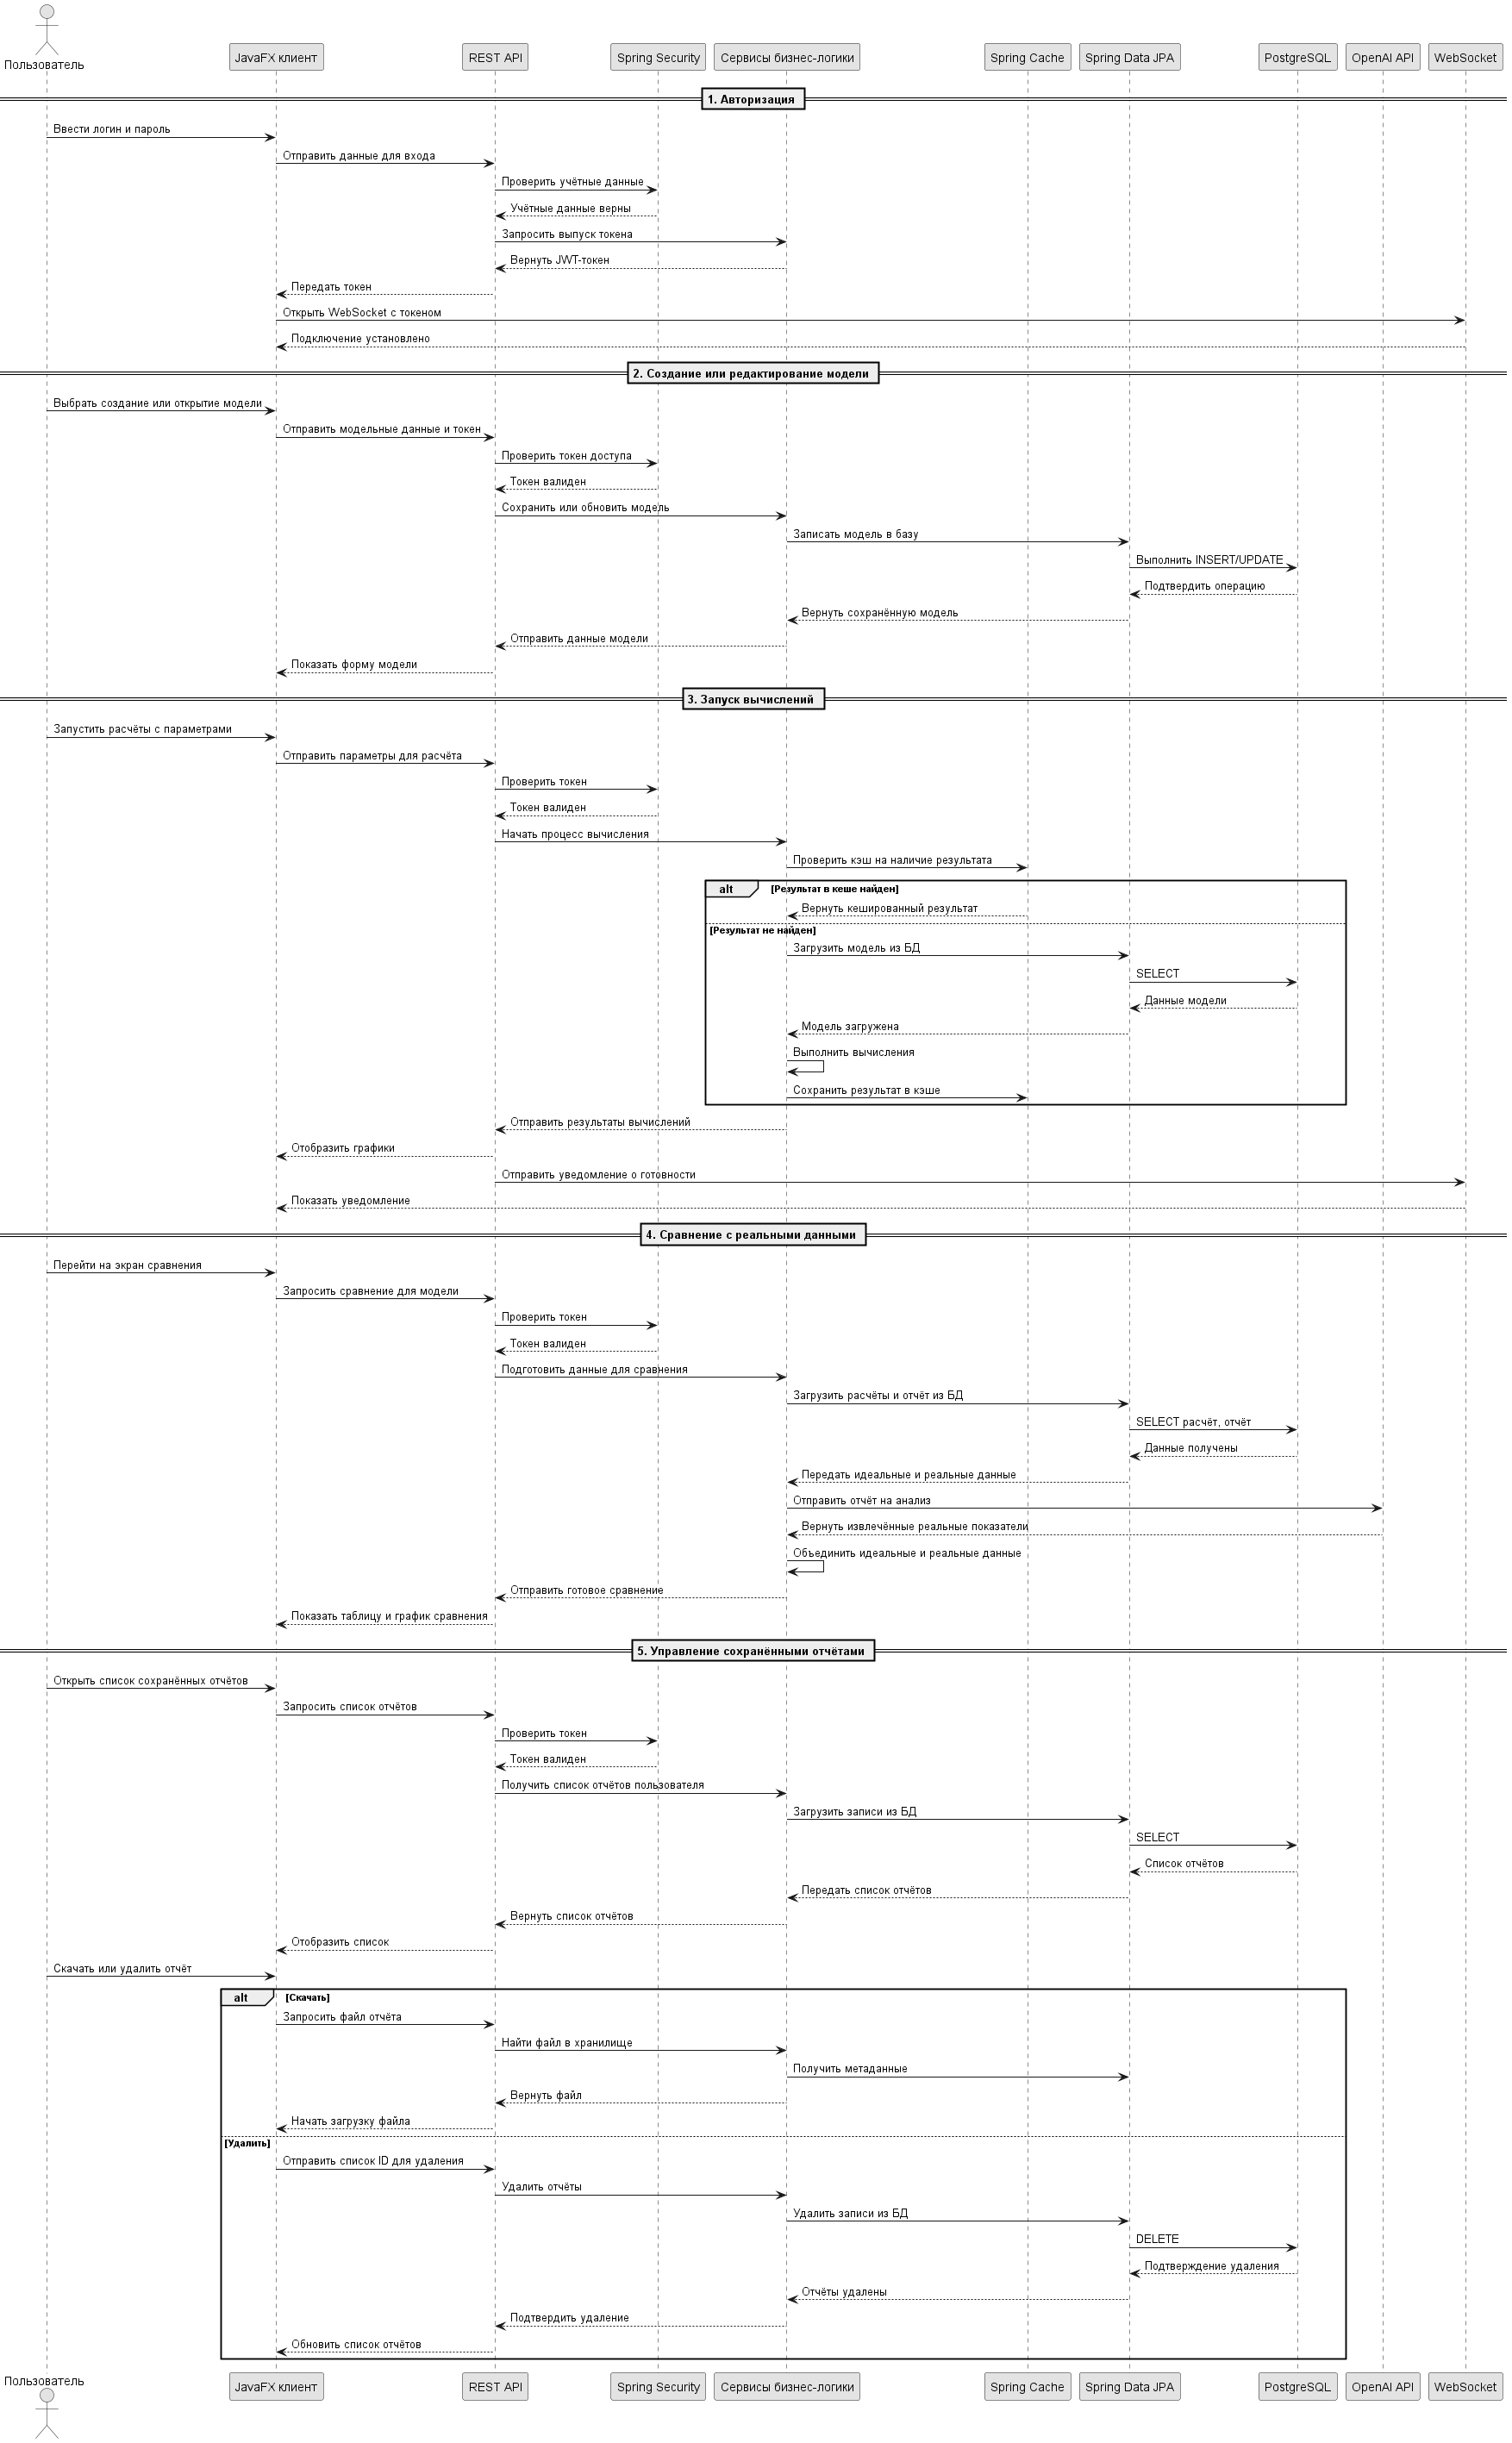 Пользователь
JavaFX клиент
REST API
Spring Security
Сервисы бизнес-логики
Spring Cache
Spring Data JPA
PostgreSQL
OpenAI API
WebSocket
1. Авторизация
Ввести логин и пароль
Отправить данные для входа
Проверить учётные данные
Учётные данные верны
Запросить выпуск токена
Вернуть JWT-токен
Передать токен
Открыть WebSocket с токеном
Подключение установлено
2. Создание или редактирование модели
Выбрать создание или открытие модели
Отправить модельные данные и токен
Проверить токен доступа
Токен валиден
Сохранить или обновить модель
Записать модель в базу
Выполнить INSERT/UPDATE
Подтвердить операцию
Вернуть сохранённую модель
Отправить данные модели
Показать форму модели
3. Запуск вычислений
Запустить расчёты с параметрами
Отправить параметры для расчёта
Проверить токен
Токен валиден
Начать процесс вычисления
Проверить кэш на наличие результата
alt [Результат в кеше найден]
Вернуть кешированный результат
[Результат не найден]
Загрузить модель из БД
SELECT
Данные модели
Модель загружена
Выполнить вычисления
Сохранить результат в кэше
Отправить результаты вычислений
Отобразить графики
Отправить уведомление о готовности
Показать уведомление
4. Сравнение с реальными данными
Перейти на экран сравнения
Запросить сравнение для модели
Проверить токен
Токен валиден
Подготовить данные для сравнения
Загрузить расчёты и отчёт из БД
SELECT расчёт, отчёт
Данные получены
Передать идеальные и реальные данные
Отправить отчёт на анализ
Вернуть извлечённые реальные показатели
Объединить идеальные и реальные данные
Отправить готовое сравнение
Показать таблицу и график сравнения
5. Управление сохранёнными отчётами
Открыть список сохранённых отчётов
Запросить список отчётов
Проверить токен
Токен валиден
Получить список отчётов пользователя
Загрузить записи из БД
SELECT
Список отчётов
Передать список отчётов
Вернуть список отчётов
Отобразить список
Скачать или удалить отчёт
alt [Скачать]
Запросить файл отчёта
Найти файл в хранилище
Получить метаданные
Вернуть файл
Начать загрузку файла
[Удалить]
Отправить список ID для удаления
Удалить отчёты
Удалить записи из БД
DELETE
Подтверждение удаления
Отчёты удалены
Подтвердить удаление
Обновить список отчётов
Пользователь
JavaFX клиент
REST API
Spring Security
Сервисы бизнес-логики
Spring Cache
Spring Data JPA
PostgreSQL
OpenAI API
WebSocket